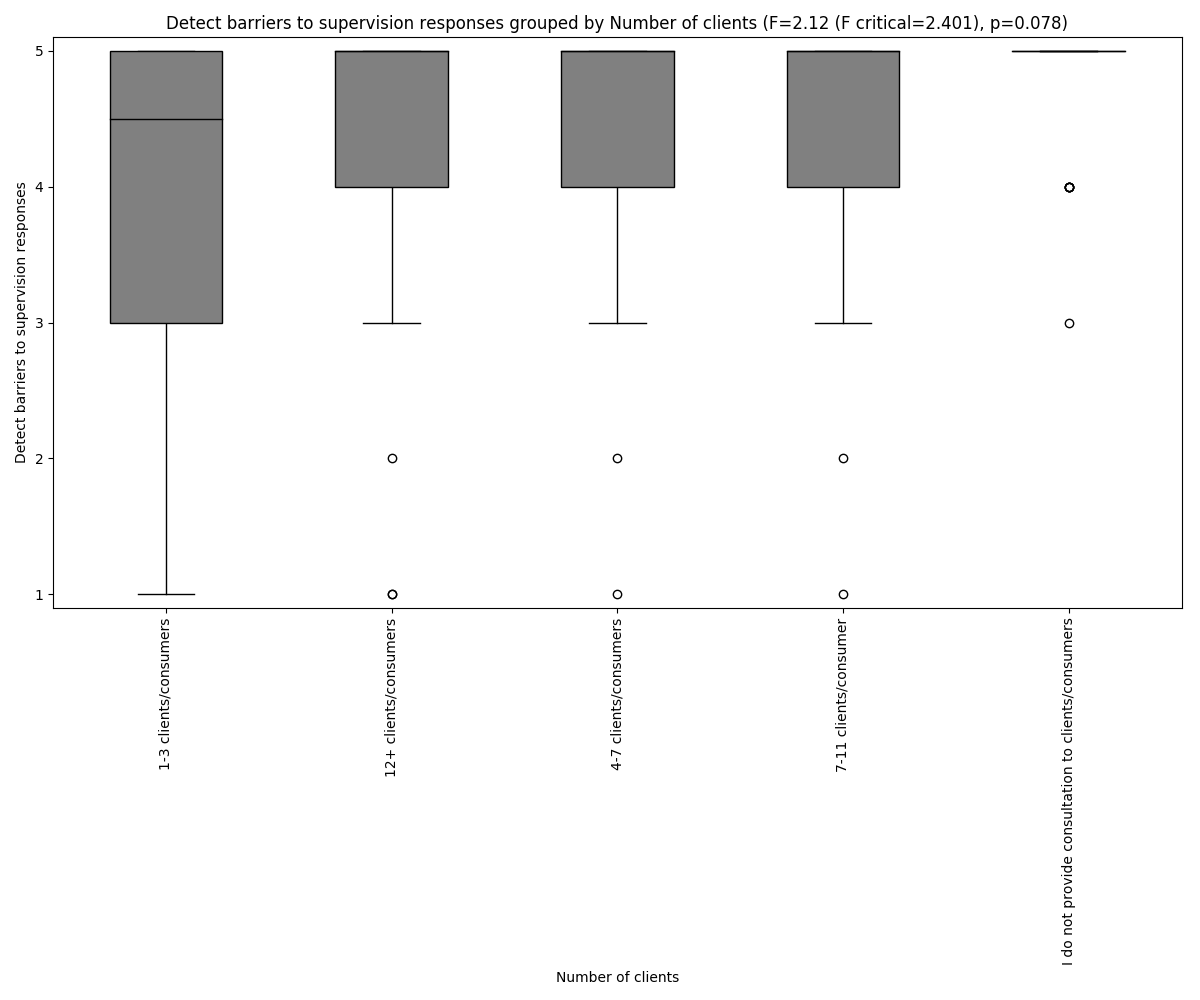 Detect barriers to supervision responses grouped by Number of clients (F=2.12 (F critical=2.401), p=0.078)
Detect barriers to supervision responses
5
4
3
2
1
1-3 clients/consumers
12+ clients/consumers
4-7 clients/consumers
7-11 clients/consumer
I do not provide consultation to clients/consumers
Number of clients